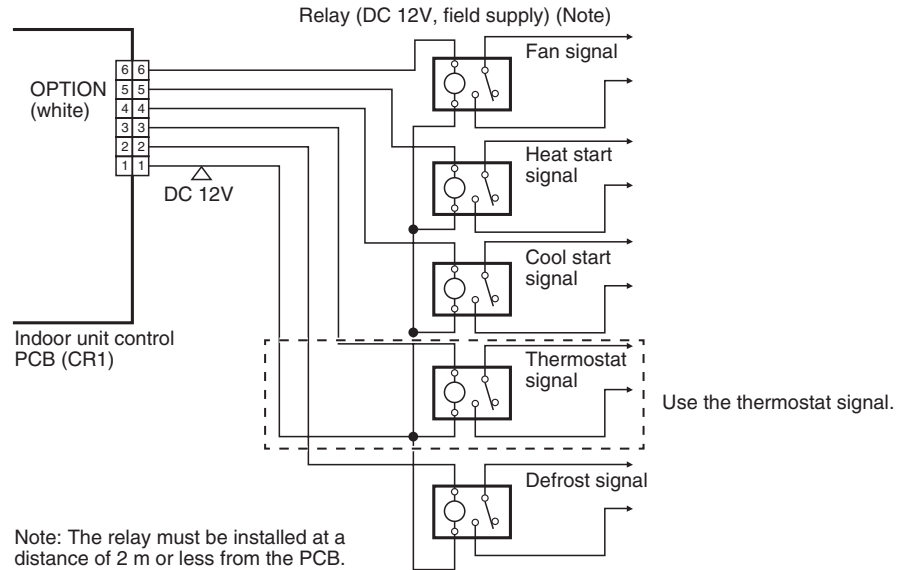 Relay (DC 12V, field supply) (Note)
Fan signal
OPTION
(white)
6 6
5 5
4 4
3 3
2 2
1 1
DC 12V
Heat start
signal
Cool start
signal
Indoor unit control
PCB (CR1)
Thermostat
signal
Use the thermostat signal.
Defrost signal
Note: The relay must be installed at a
distance of 2 m or less from the PCB.